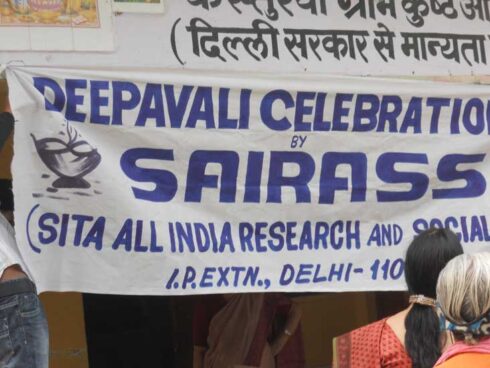 ग्राम कुष्ठ
(दिल्ली सरकार से मान्यता
DEEPAVALI CELEBRATIO
BY
SAIRASS
(SITA ALL INDIA RESEARCH AND SOCIAL
I.P.EXTN., DELHI-110